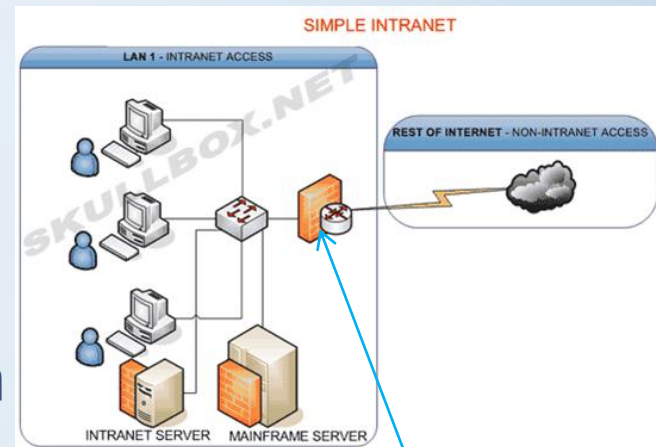 SIMPLE INTRANET
LAN 1 - INTRANET ACCESS
SKULLBOX.NET
REST OF INTERNET - NON-INTRANET ACCESS
INTRANET SERVER
MAINFRAME SERVER